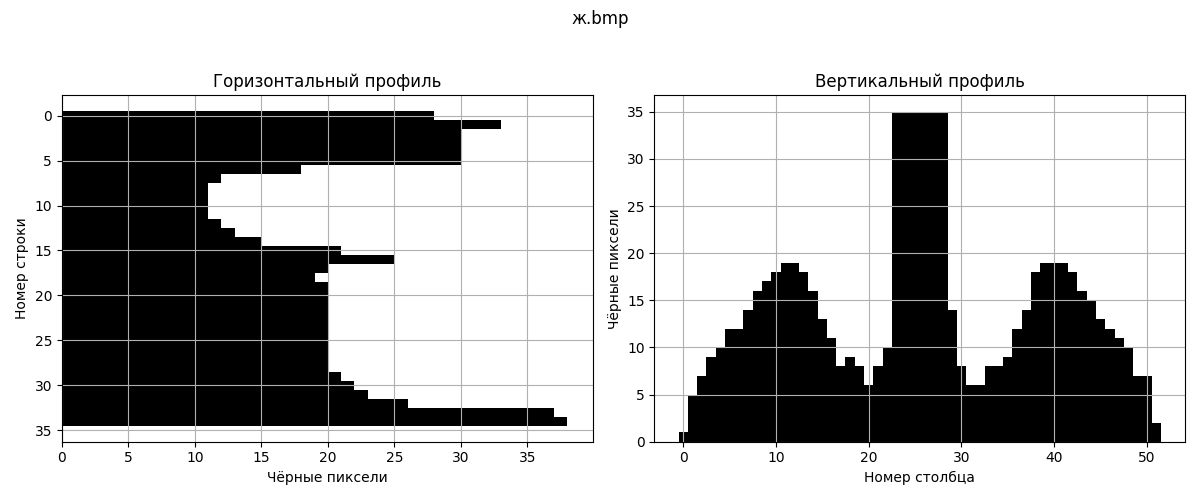 ж.bmp
Горизонтальный профиль
0
5
10
15
20
25
30
35
Номер строки
0 5 10 15 20 25 30 35
Чёрные пиксели
Вертикальный профиль
35
30
25
20
15
10
5
0
Чёрные пиксели
0 10 20 30 40 50
Номер столбца